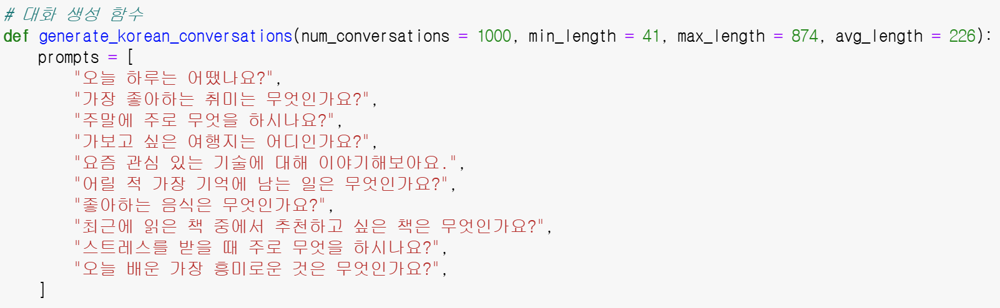 # 대화 생성 함수
def generate_korean_conversations(num_conversations = 1000, min_length = 41, max_length = 874, avg_length = 226):
    prompts = [
        "오늘 하루는 어땠나요?",
        "가장 좋아하는 취미는 무엇인가요?",
        "주말에 주로 무엇을 하시나요?",
        "가보고 싶은 여행지는 어디인가요?",
        "요즘 관심 있는 기술에 대해 이야기해보아요.",
        "어릴 적 가장 기억에 남는 일은 무엇인가요?",
        "좋아하는 음식은 무엇인가요?",
        "최근에 읽은 책 중에서 추천하고 싶은 책은 무엇인가요?",
        "스트레스를 받을 때 주로 무엇을 하시나요?",
        "오늘 배운 가장 흥미로운 것은 무엇인가요?",
    ]